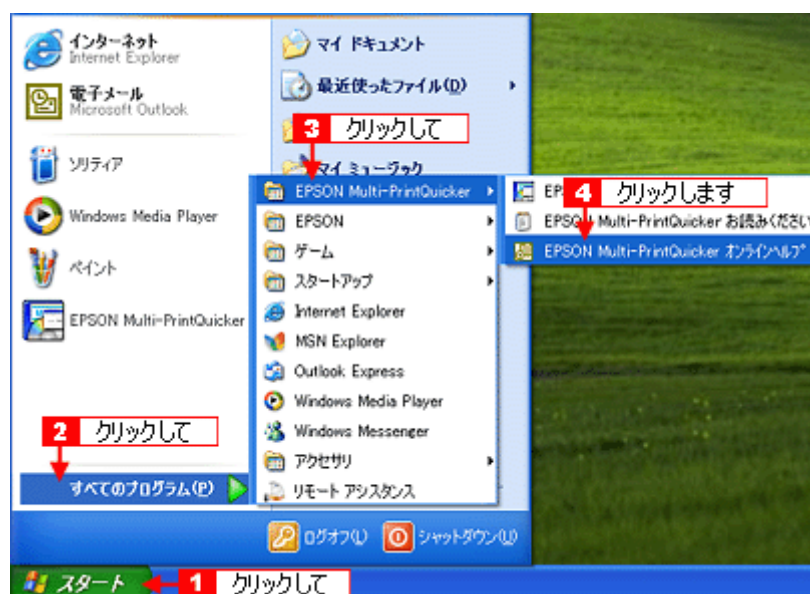 インターネット
Internet Explorer
電子メール
Microsoft Outlook
ソリティア
Windows Media Player
ペイント
EPSON Multi-PrintQuicker
2 クリックして
すべてのプログラム(P)
マイ ドキュメント
最近使ったファイル(D)
3 クリックして
マイ ミュージック
EPSON Multi-PrintQuicker
EPSON
ゲーム
スタートアップ
Internet Explorer
MSN Explorer
Outlook Express
Windows Media Player
Windows Messenger
アクセサリ
リモート アシスタンス
4 クリックします
EPSON Multi-PrintQuicker お読みください
EPSON Multi-PrintQuicker オンラインヘルプ
ログオフ(L)
シャットダウン(U)
スタート
1 クリックして